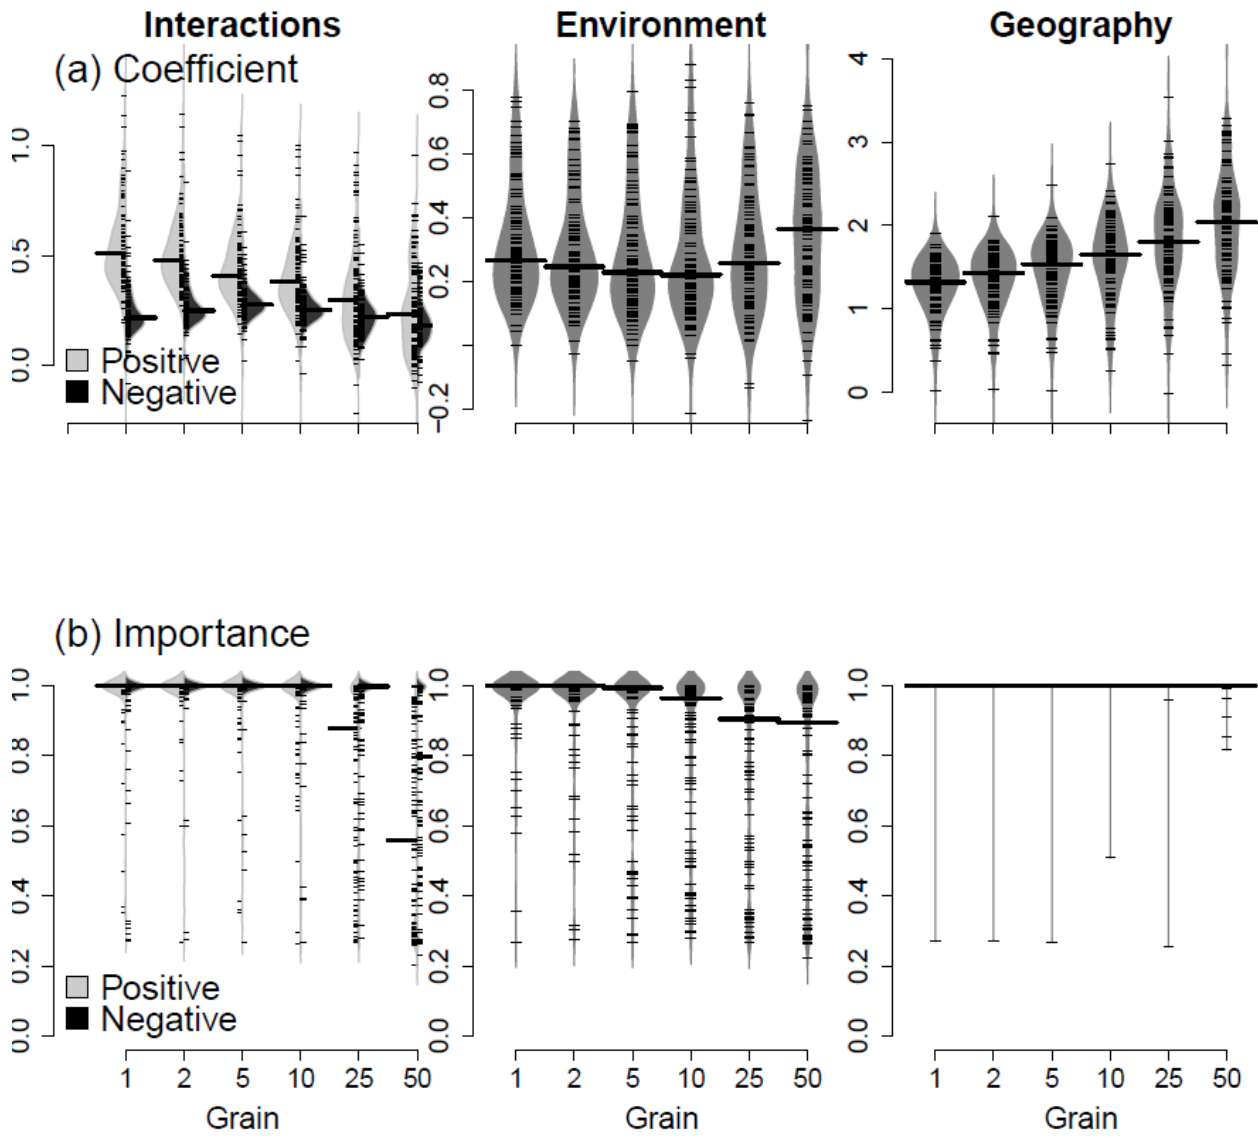 Interactions Environment Geography
(a) Coefficient
0.0 0.5 1.0
Positive
Negative
−0.2 0.2 0.4 0.6 0.8
0 1 2 3 4
(b) Importance
0.0 0.2 0.4 0.6 0.8 1.0
Positive
Negative
0.0 0.2 0.4 0.6 0.8 1.0
0.0 0.2 0.4 0.6 0.8 1.0
1 2 5 10 25 50 1 2 5 10 25 50 1 2 5 10 25 50
Grain Grain Grain